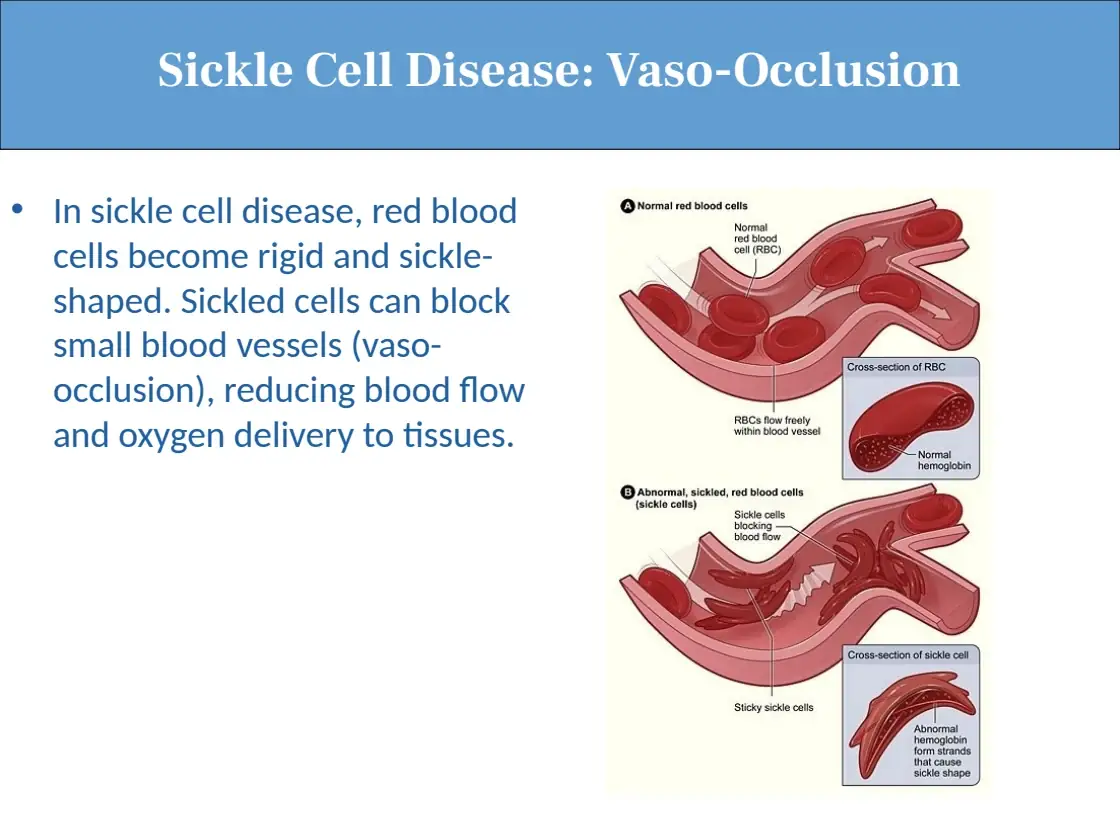 Sickle Cell Disease: Vaso-Occlusion
• In sickle cell disease, red blood
cells become rigid and sickle-
shaped. Sickled cells can block
small blood vessels (vaso-
occlusion), reducing blood flow
and oxygen delivery to tissues.
A Normal red blood cells
Normal
red blood
cell (RBC)
Cross-section of RBC
RBCs flow freely
within blood vessel
Normal
hemoglobin
B Abnormal, sickled, red blood cells
(sickle cells)
Sickle cells
blocking
blood flow
Cross-section of sickle cell
Sticky sickle cells
Abnormal
hemoglobin
form strands
that cause
sickle shape